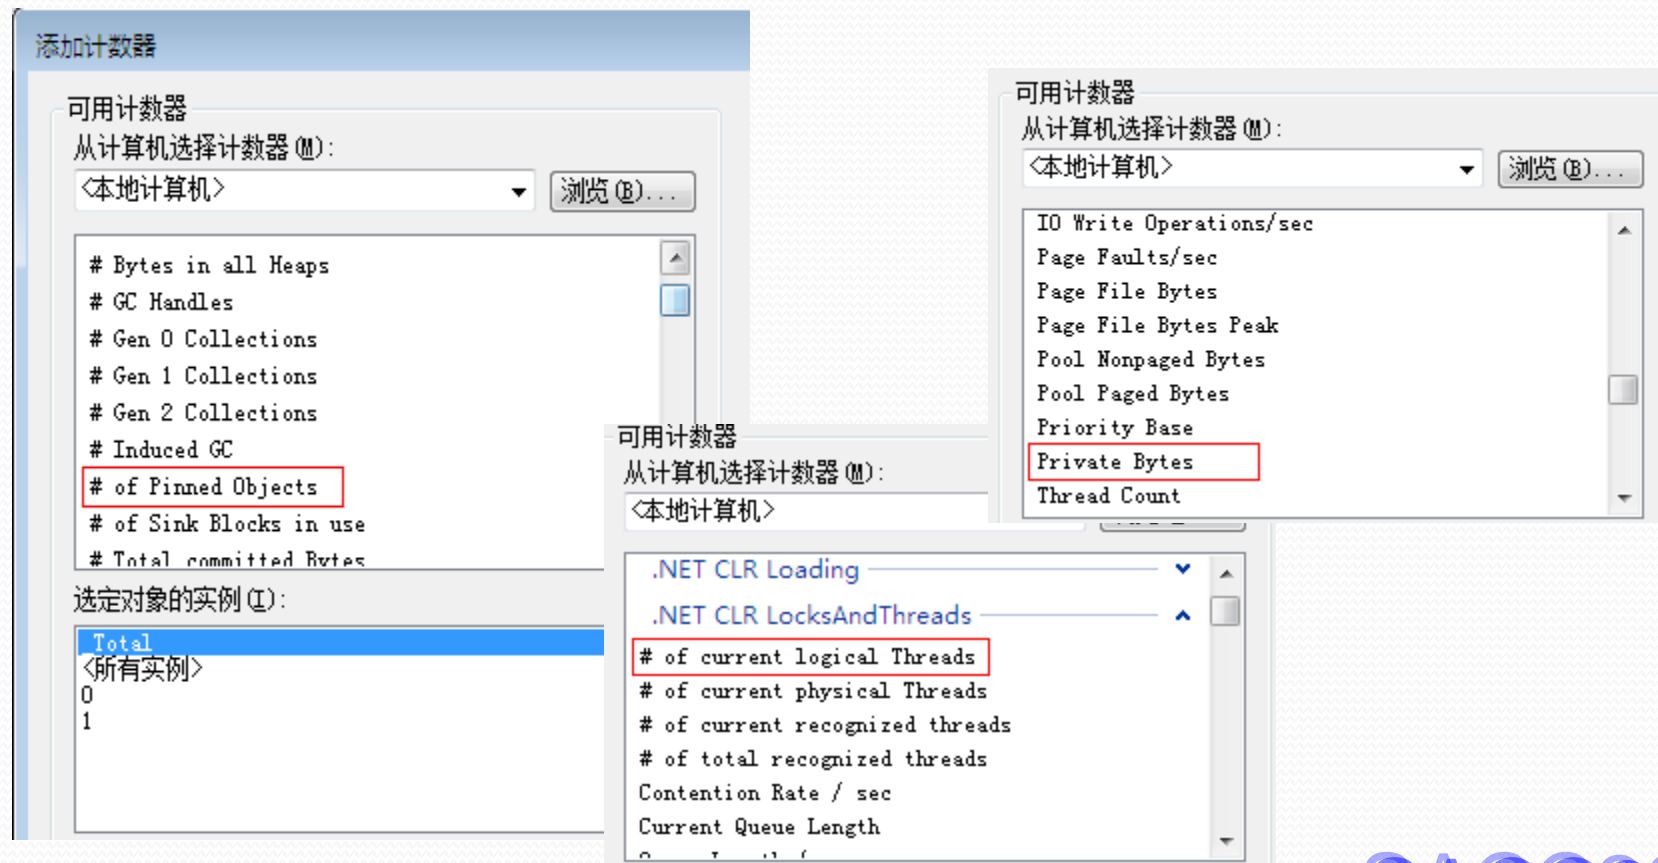 添加计数器
可用计数器
从计算机选择计数器(M):
<本地计算机>
浏览(B)...
# Bytes in all Heaps
# GC Handles
# Gen 0 Collections
# Gen 1 Collections
# Gen 2 Collections
# Induced GC
# of Pinned Objects
# of Sink Blocks in use
# Total committed Bytes
选定对象的实例(I):
_Total
<所有实例>
0
1
可用计数器
从计算机选择计数器(M):
<本地计算机>
.NET CLR Loading
.NET CLR LocksAndThreads
# of current logical Threads
# of current physical Threads
# of current recognized threads
# of total recognized threads
Contention Rate / sec
Current Queue Length
可用计数器
从计算机选择计数器(M):
<本地计算机>
浏览(B)...
IO Write Operations/sec
Page Faults/sec
Page File Bytes
Page File Bytes Peak
Pool Nonpaged Bytes
Pool Paged Bytes
Priority Base
Private Bytes
Thread Count